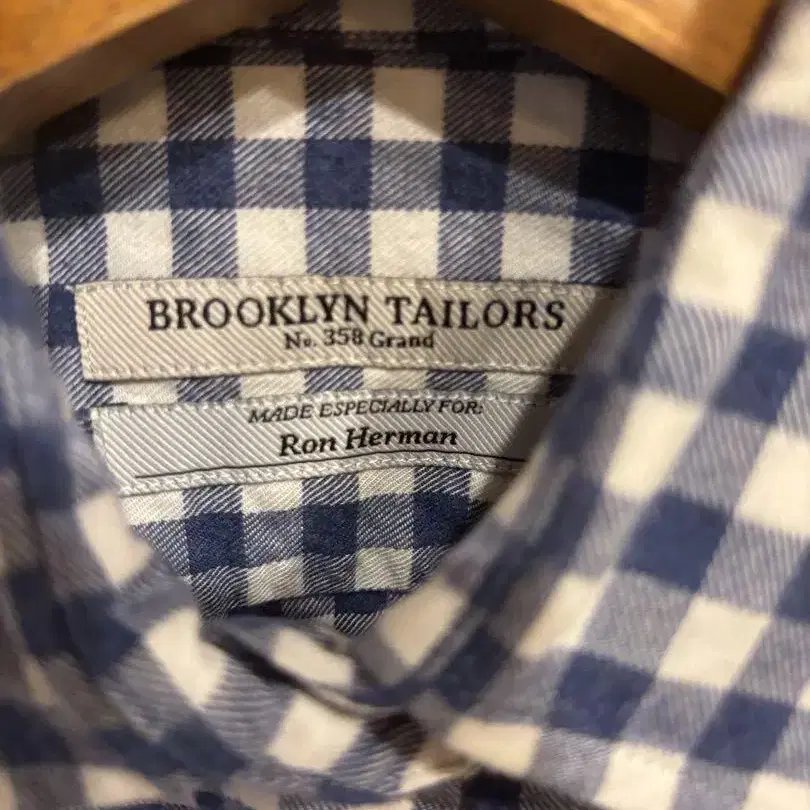 BROOKLYN TAILORS
No. 358 Grand
MADE ESPECIALLY FOR:
Ron Herman